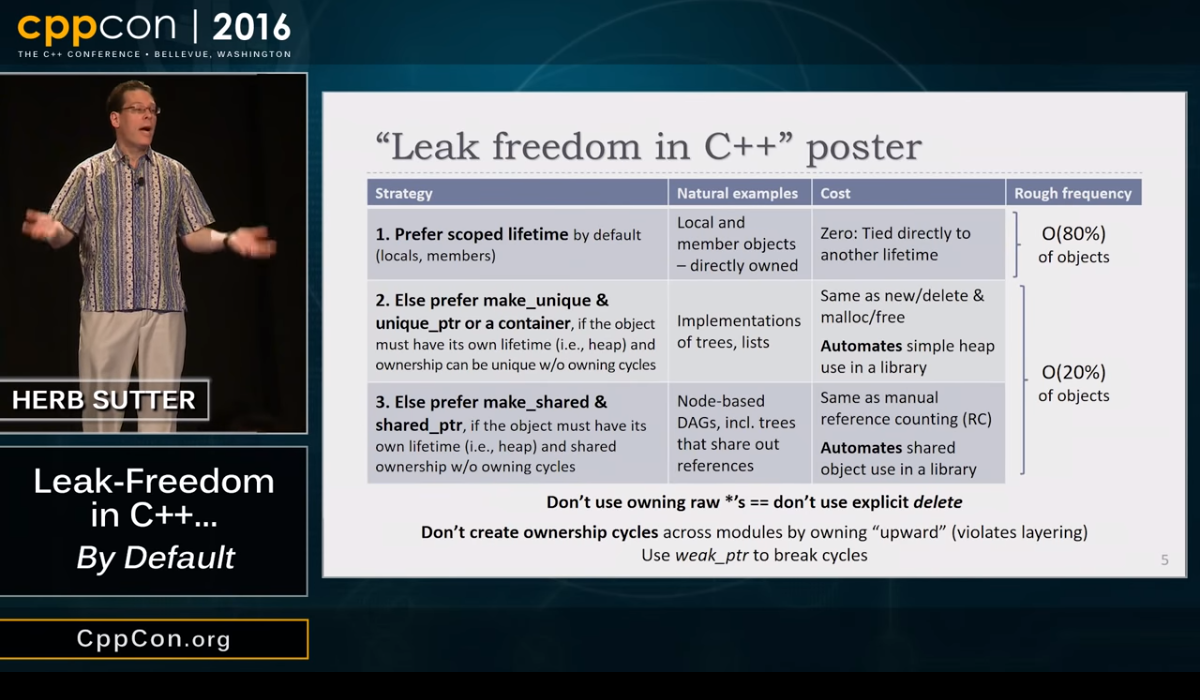 cppcon | 2016
THE C++ CONFERENCE • BELLEVUE, WASHINGTON
HERB SUTTER
Leak-Freedom
in C++...
By Default
CppCon.org
“Leak freedom in C++” poster
Strategy
Natural examples
Cost
Rough frequency
1. Prefer scoped lifetime by default
(locals, members)
Local and
member objects
– directly owned
Zero: Tied directly to
another lifetime
O(80%)
of objects
2. Else prefer make_unique &
unique_ptr or a container, if the object
must have its own lifetime (i.e., heap) and
ownership can be unique w/o owning cycles
Implementations
of trees, lists
Same as new/delete &
malloc/free
Automates simple heap
use in a library
O(20%)
of objects
3. Else prefer make_shared &
shared_ptr, if the object must have its
own lifetime (i.e., heap) and shared
ownership w/o owning cycles
Node-based
DAGs, incl. trees
that share out
references
Same as manual
reference counting (RC)
Automates shared
object use in a library
Don’t use owning raw *’s == don’t use explicit delete
Don’t create ownership cycles across modules by owning “upward” (violates layering)
Use weak_ptr to break cycles
5